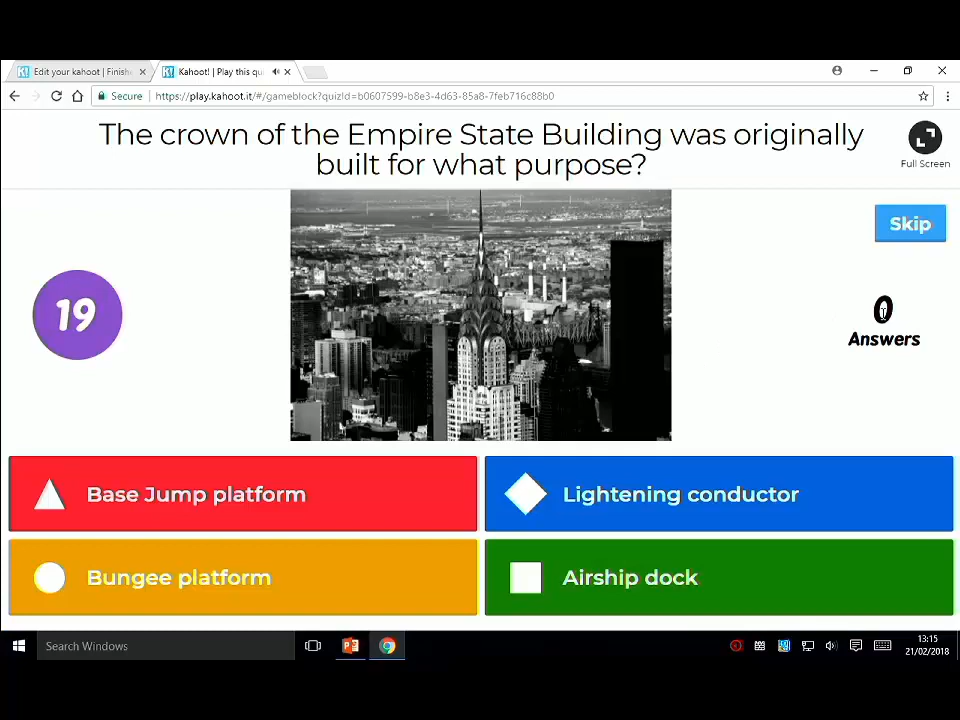 Edit your kahoot | Finishe
Kahoot! | Play this qu
Secure
https://play.kahoot.it/#/gameblock?quizId=b0607599-b8e3-4d63-85a8-7feb716c88b0
The crown of the Empire State Building was originally
built for what purpose?
Full Screen
Skip
19
0
Answers
Base Jump platform
Lightening conductor
Bungee platform
Airship dock
Search Windows
13:15
21/02/2018